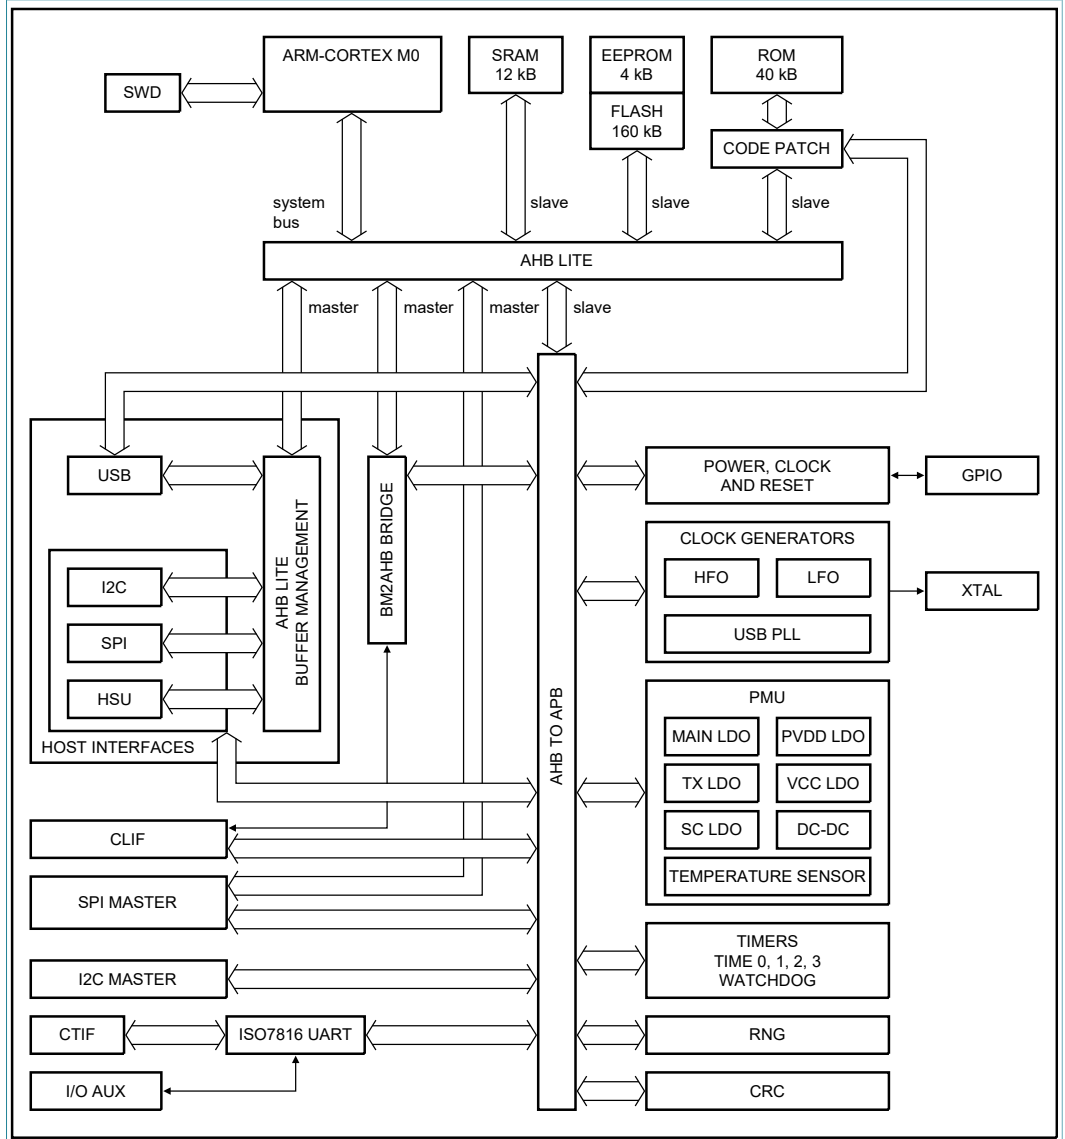 ARM-CORTEX M0
SWD
SRAM
12 kB
EEPROM
4 kB
FLASH
160 kB
ROM
40 kB
CODE PATCH
system
bus
slave
slave
slave
AHB LITE
master
master
master
slave
USB
I2C
SPI
HSU
HOST INTERFACES
AHB LITE
BUFFER MANAGEMENT
BM2AHB BRIDGE
AHB TO APB
POWER, CLOCK
AND RESET
GPIO
CLOCK GENERATORS
HFO
LFO
USB PLL
XTAL
PMU
MAIN LDO
PVDD LDO
TX LDO
VCC LDO
SC LDO
DC-DC
TEMPERATURE SENSOR
CLIF
SPI MASTER
I2C MASTER
CTIF
ISO7816 UART
I/O AUX
TIMERS
TIME 0, 1, 2, 3
WATCHDOG
RNG
CRC